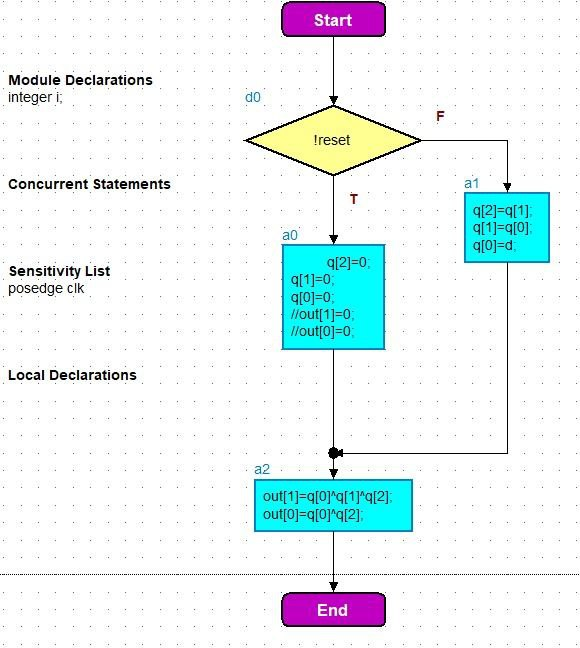 Start
Module Declarations
integer i;
d0
F
!reset
Concurrent Statements
T
a1
q[2]=q[1];
q[1]=q[0];
q[0]=d;
a0
q[2]=0;
q[1]=0;
q[0]=0;
//out[1]=0;
//out[0]=0;
Sensitivity List
posedge clk
Local Declarations
a2
out[1]=q[0]^q[1]^q[2];
out[0]=q[0]^q[2];
End